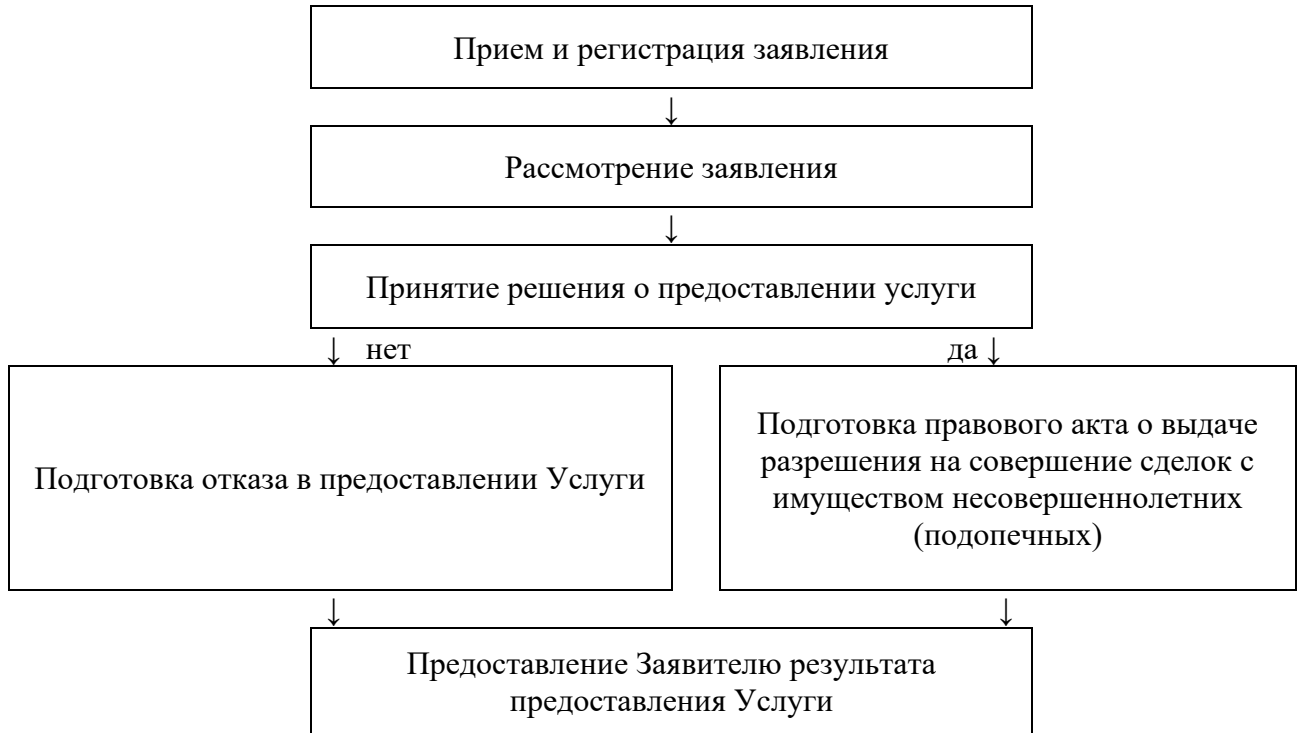 Прием и регистрация заявления
↓
Рассмотрение заявления
↓
Принятие решения о предоставлении услуги
↓ нет
да ↓
Подготовка отказа в предоставлении Услуги
Подготовка правового акта о выдаче
разрешения на совершение сделок с
имуществом несовершеннолетних
(подопечных)
↓
↓
Предоставление Заявителю результата
предоставления Услуги